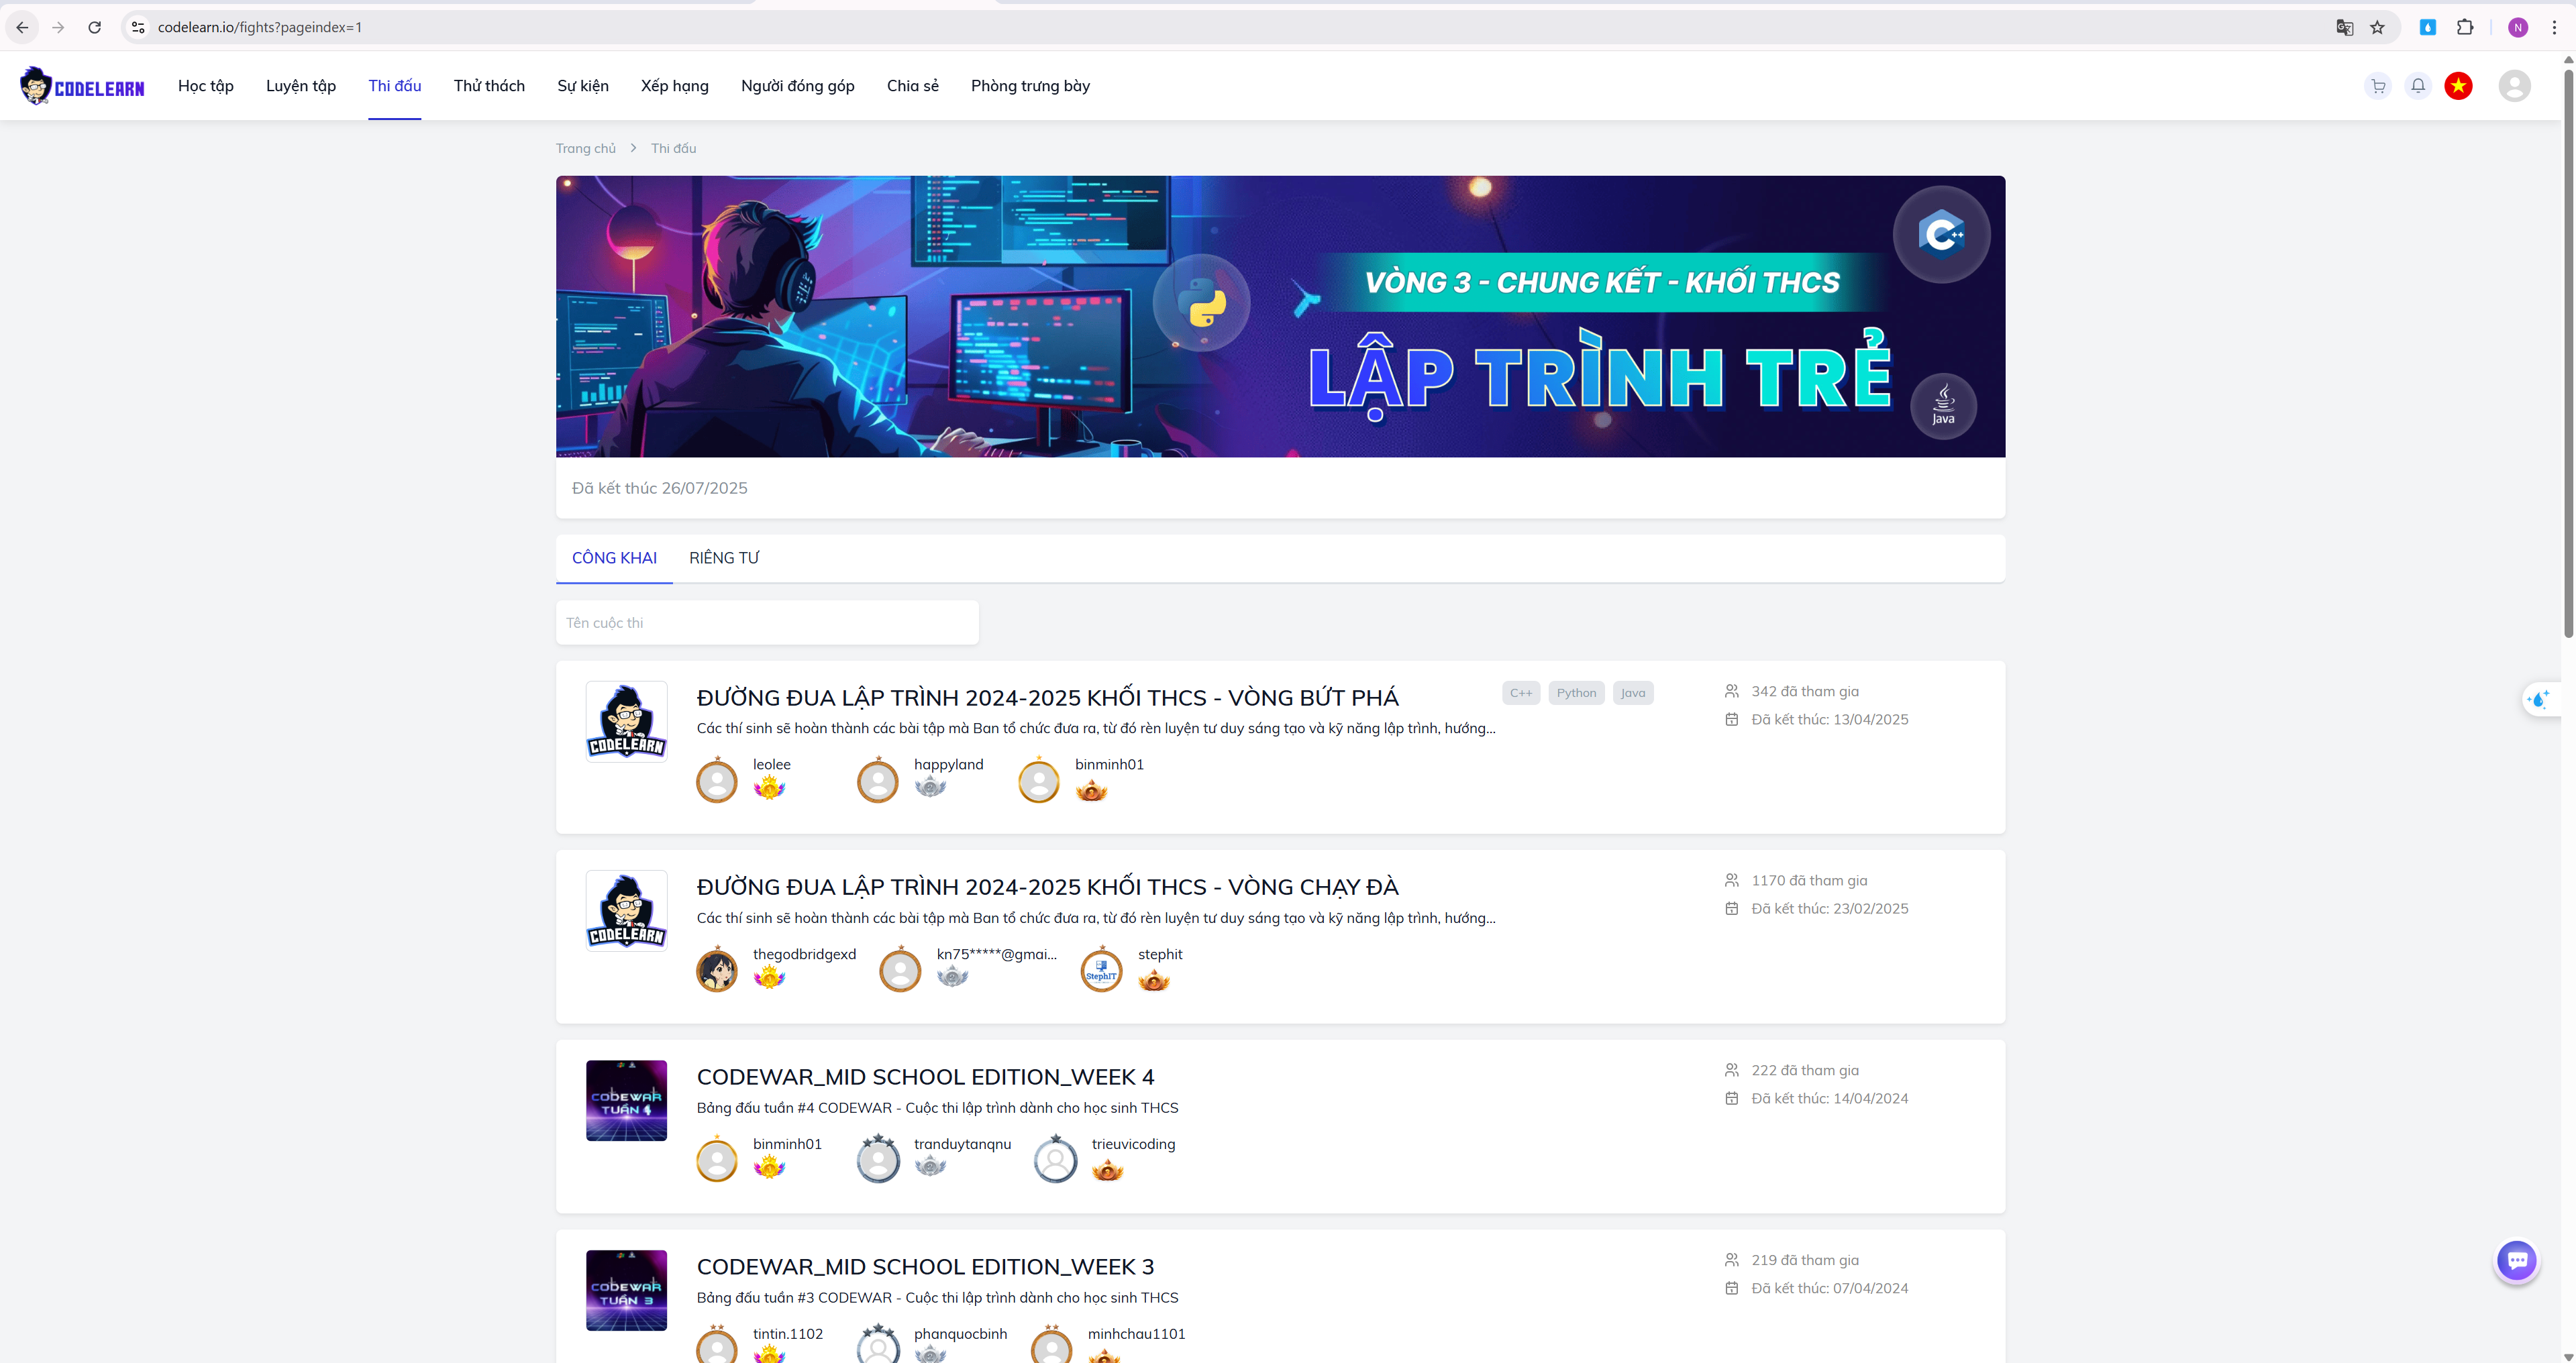 codelearn.io/fights?pageindex=1
N
CODELEARN
Học tập
Luyện tập
Thi đấu
Thử thách
Sự kiện
Xếp hạng
Người đóng góp
Chia sẻ
Phòng trưng bày
Trang chủ
Thi đấu
VÒNG 3 - CHUNG KẾT - KHỐI THCS
LẬP TRÌNH TRẺ
C++
Java
Đã kết thúc 26/07/2025
CÔNG KHAI
RIÊNG TƯ
Tên cuộc thi
CODELEARN
ĐƯỜNG ĐUA LẬP TRÌNH 2024-2025 KHỐI THCS - VÒNG BỨT PHÁ
C++
Python
Java
342 đã tham gia
Các thí sinh sẽ hoàn thành các bài tập mà Ban tổ chức đưa ra, từ đó rèn luyện tư duy sáng tạo và kỹ năng lập trình, hướng...
Đã kết thúc: 13/04/2025
leolee
happyland
binminh01
CODELEARN
ĐƯỜNG ĐUA LẬP TRÌNH 2024-2025 KHỐI THCS - VÒNG CHẠY ĐÀ
1170 đã tham gia
Các thí sinh sẽ hoàn thành các bài tập mà Ban tổ chức đưa ra, từ đó rèn luyện tư duy sáng tạo và kỹ năng lập trình, hướng...
Đã kết thúc: 23/02/2025
thegodbridgexd
kn75*****@gmai...
StephIT
stephit
CODEWAR
TUẦN 4
CODEWAR_MID SCHOOL EDITION_WEEK 4
222 đã tham gia
Bảng đấu tuần #4 CODEWAR - Cuộc thi lập trình dành cho học sinh THCS
Đã kết thúc: 14/04/2024
binminh01
tranduytanqnu
trieuvicoding
CODEWAR
TUẦN 3
CODEWAR_MID SCHOOL EDITION_WEEK 3
219 đã tham gia
Bảng đấu tuần #3 CODEWAR - Cuộc thi lập trình dành cho học sinh THCS
Đã kết thúc: 07/04/2024
tintin.1102
phanquocbinh
minhchau1101